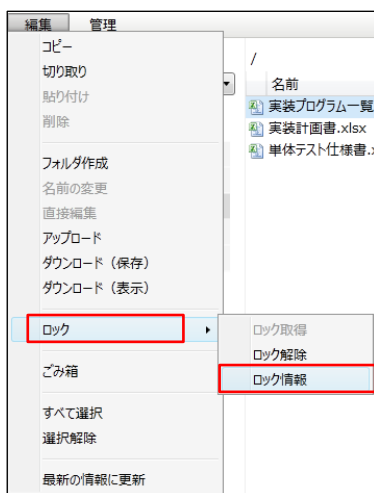 編集 管理
コピー
切り取り
貼り付け
削除
フォルダ作成
名前の変更
直接編集
アップロード
ダウンロード（保存）
ダウンロード（表示）
ロック
ごみ箱
すべて選択
選択解除
最新の情報に更新
ロック取得
ロック解除
ロック情報
/
名前
実装プログラム一覧
実装計画書.xlsx
単体テスト仕様書.